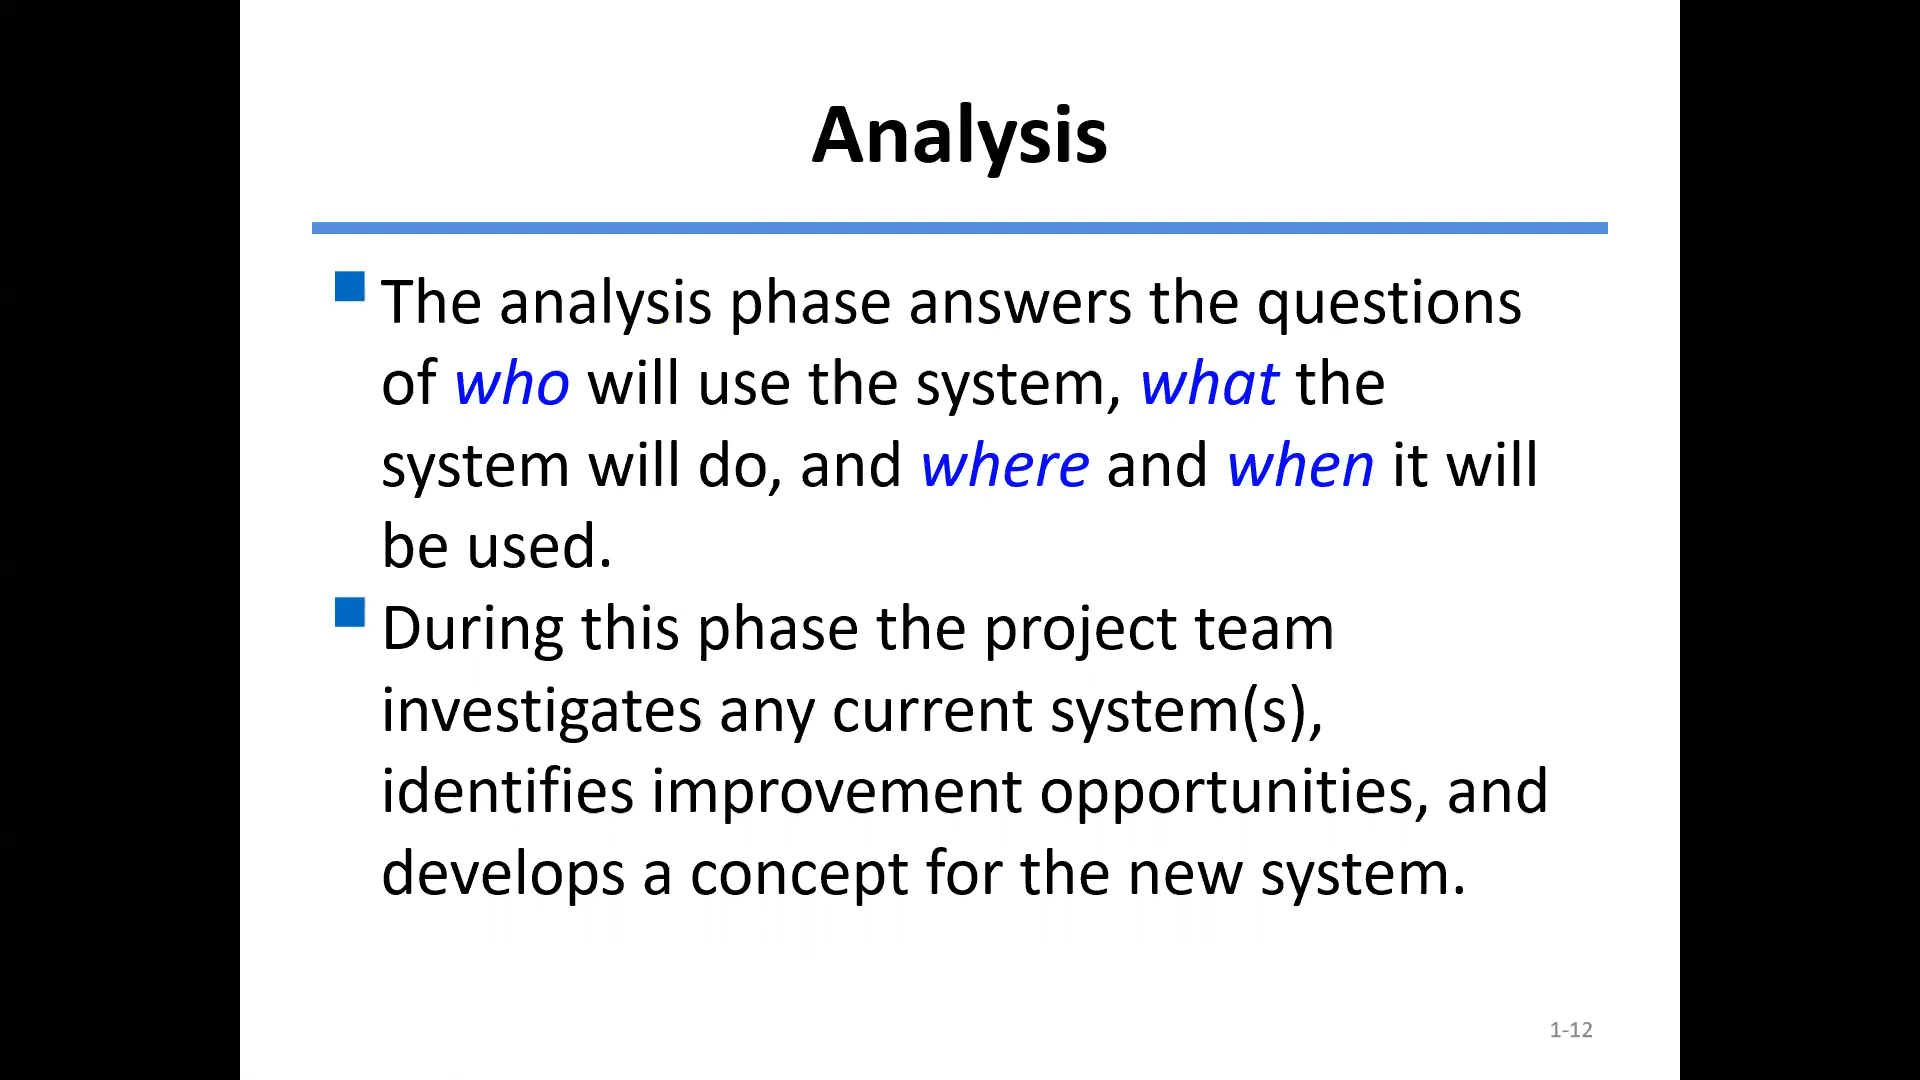 Analysis
The analysis phase answers the questions
of who will use the system, what the
system will do, and where and when it will
be used.
During this phase the project team
investigates any current system(s),
identifies improvement opportunities, and
develops a concept for the new system.
1-12